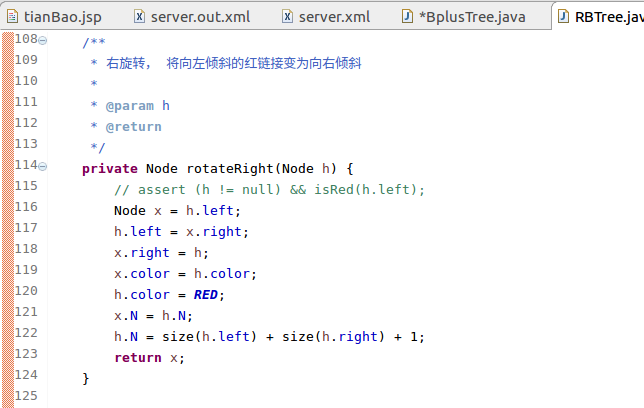 tianBao.jsp server.out.xml server.xml *BplusTree.java RBTree.jav
108 /**
109 * 右旋转， 将向左倾斜的红链接变为向右倾斜
110 *
111 * @param h
112 * @return
113 */
114 private Node rotateRight(Node h) {
115 // assert (h != null) && isRed(h.left);
116 Node x = h.left;
117 h.left = x.right;
118 x.right = h;
119 x.color = h.color;
120 h.color = RED;
121 x.N = h.N;
122 h.N = size(h.left) + size(h.right) + 1;
123 return x;
124 }
125